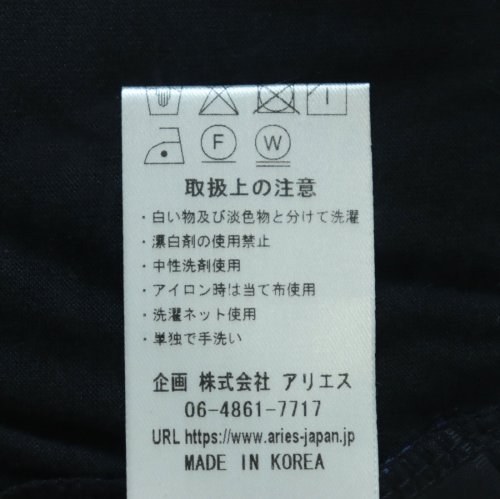 F W
取扱上の注意
・白い物及び淡色物と分けて洗濯
・漂白剤の使用禁止
・中性洗剤使用
・アイロン時は当て布使用
・洗濯ネット使用
・単独で手洗い
企画 株式会社 アリエス
06-4861-7717
URL https://www.aries-japan.jp
MADE IN KOREA